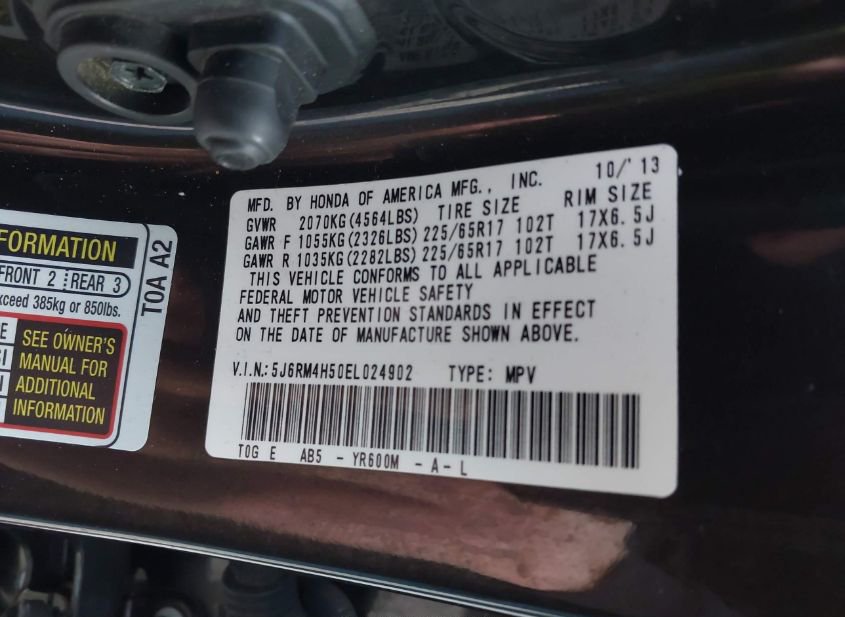 FORMATION
FRONT 2 REAR 3
exceed 385kg or 850lbs.
SEE OWNER'S
MANUAL FOR
ADDITIONAL
INFORMATION
TOA A2
MFD. BY HONDA OF AMERICA MFG., INC. 10/'13
GVWR 2070KG(4564LBS) TIRE SIZE RIM SIZE
GAWR F 1055KG(2326LBS) 225/65R17 102T 17X6.5J
GAWR R 1035KG(2282LBS) 225/65R17 102T 17X6.5J
THIS VEHICLE CONFORMS TO ALL APPLICABLE
FEDERAL MOTOR VEHICLE SAFETY
AND THEFT PREVENTION STANDARDS IN EFFECT
ON THE DATE OF MANUFACTURE SHOWN ABOVE.
V.I.N.: 5J6RM4H50EL024902 TYPE: MPV
TOG E AB5 - YR600M - A - L